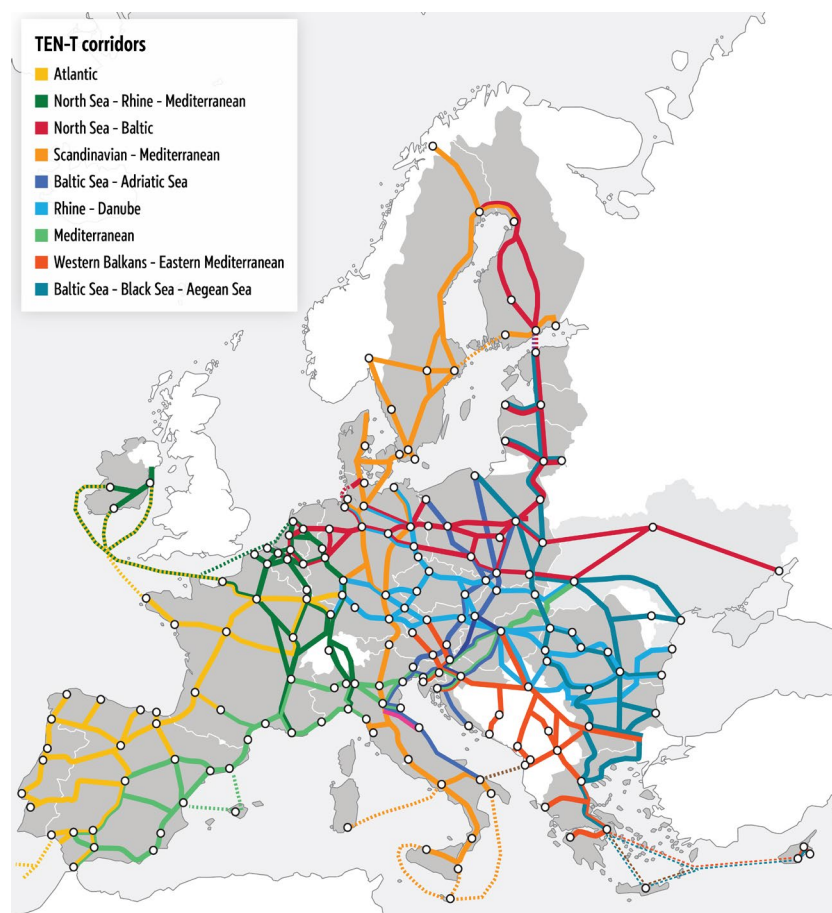 TEN-T corridors
Atlantic
North Sea - Rhine - Mediterranean
North Sea - Baltic
Scandinavian - Mediterranean
Baltic Sea - Adriatic Sea
Rhine - Danube
Mediterranean
Western Balkans - Eastern Mediterranean
Baltic Sea - Black Sea - Aegean Sea